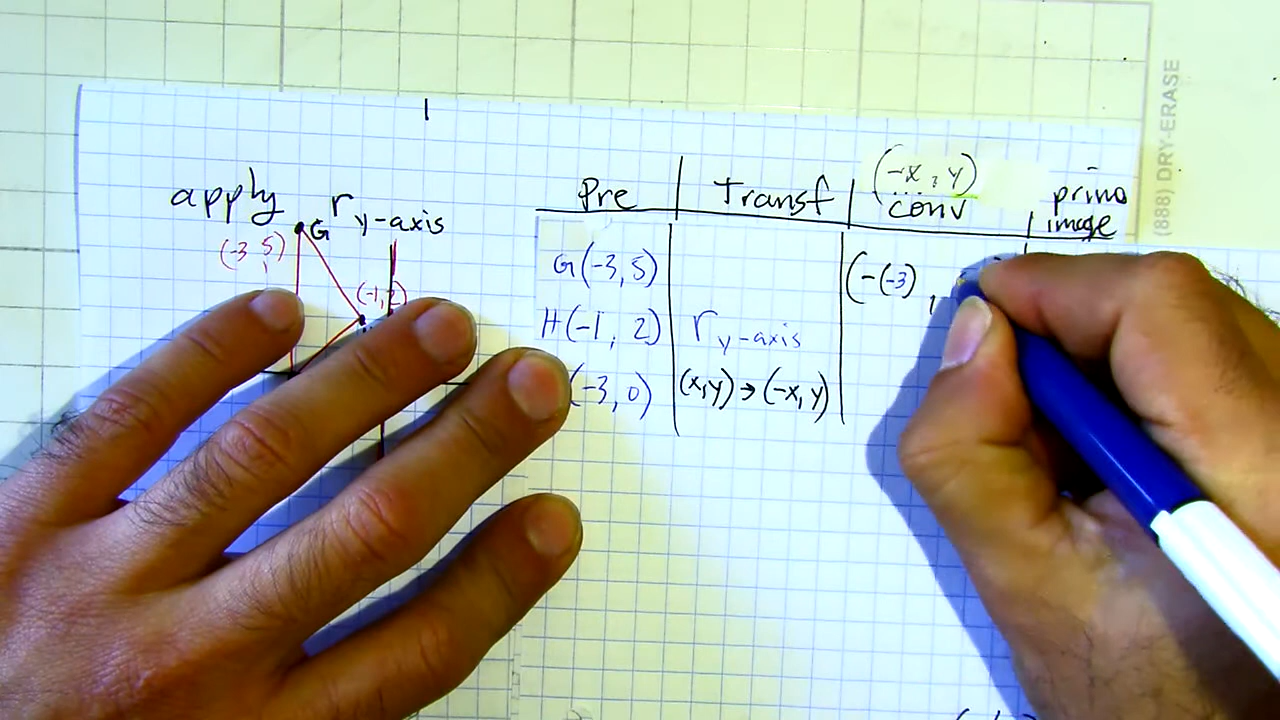 apply r y-axis
G
(-3, 5)
(-1, 2)
Pre Transf (-x, y) conv prime image
G(-3, 5) (-(-3) ,
H(-1, 2) r y-axis
(-3, 0) (x,y) → (-x, y)
(888) DRY-ERASE